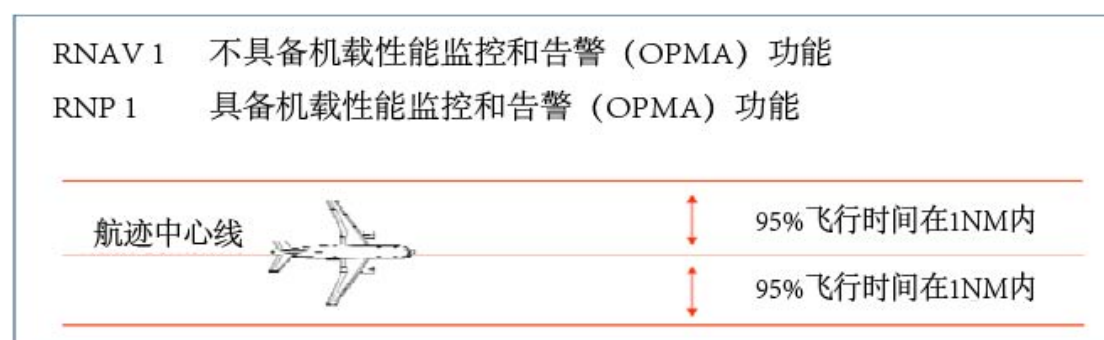 RNAV 1 不具备机载性能监控和告警（OPMA）功能
RNP 1 具备机载性能监控和告警（OPMA）功能
航迹中心线
95%飞行时间在1NM内
95%飞行时间在1NM内